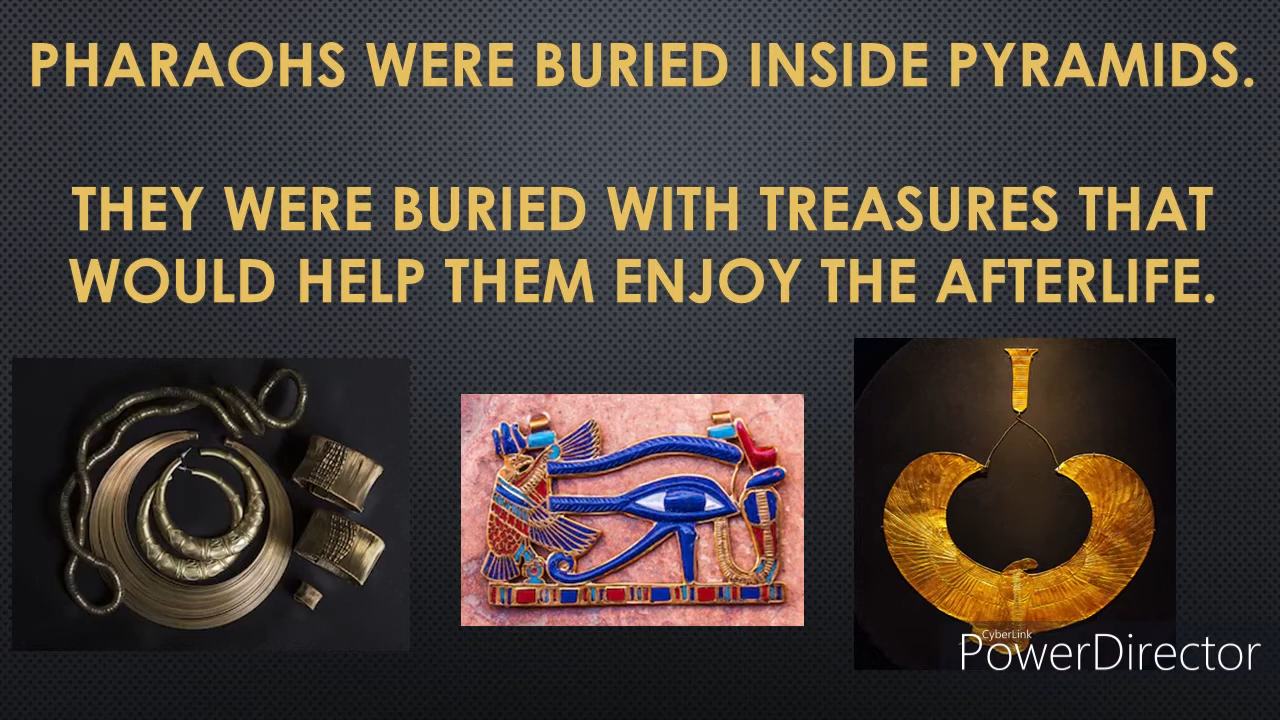 PHARAOHS WERE BURIED INSIDE PYRAMIDS.
THEY WERE BURIED WITH TREASURES THAT
WOULD HELP THEM ENJOY THE AFTERLIFE.
CyberLink
PowerDirector